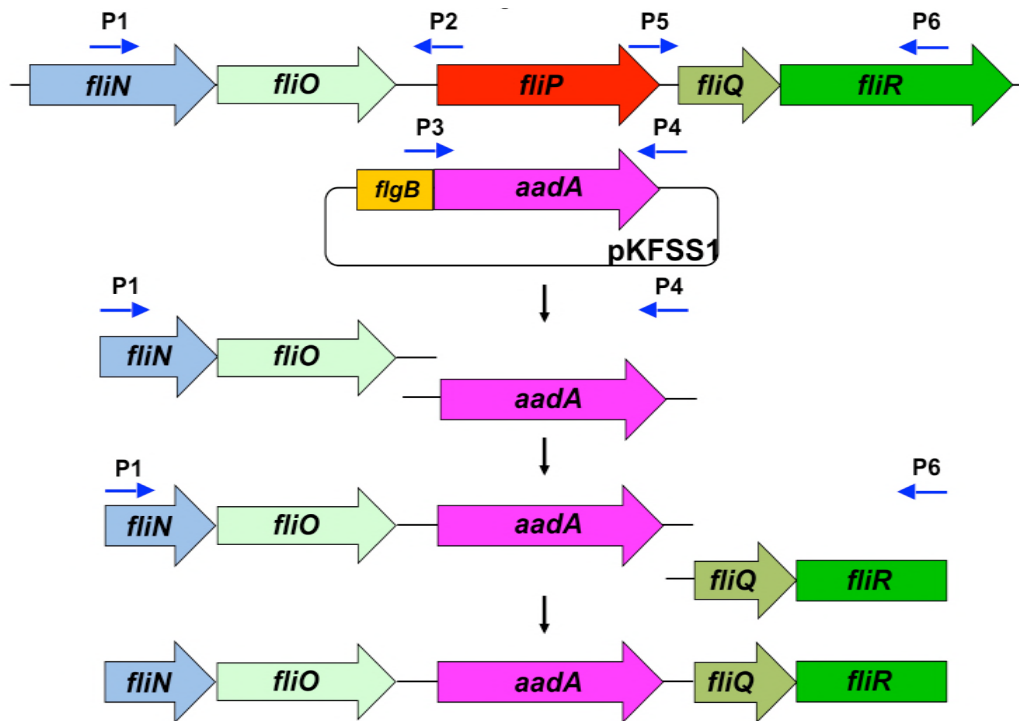 P1 P2 P5 P6
fliN fliO fliP fliQ fliR
P3 P4
flgB aadA
pKFSS1
P1 P4
fliN fliO
aadA
P1 P6
fliN fliO aadA
fliQ fliR
fliN fliO aadA fliQ fliR